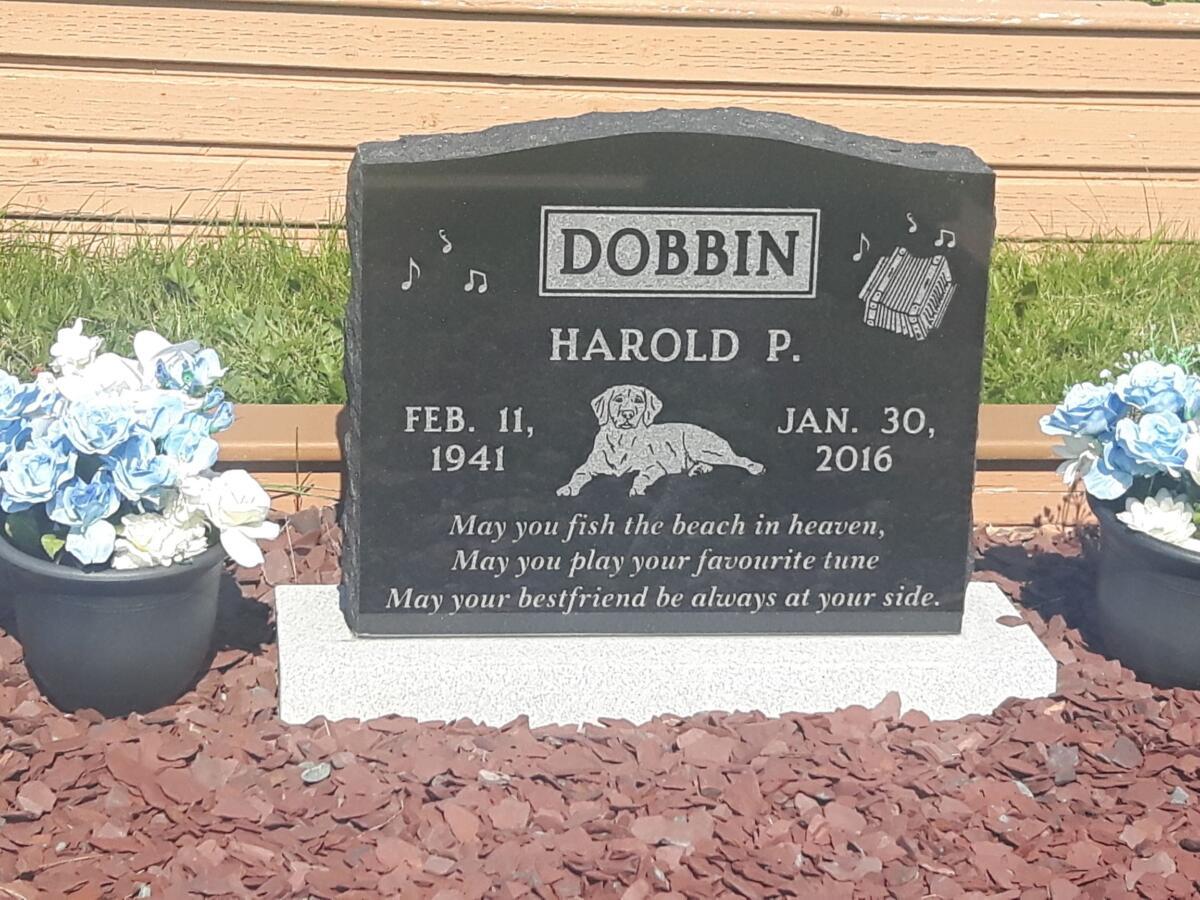 DOBBIN
HAROLD P.
FEB. 11,
1941
JAN. 30,
2016
May you fish the beach in heaven,
May you play your favourite tune
May your bestfriend be always at your side.